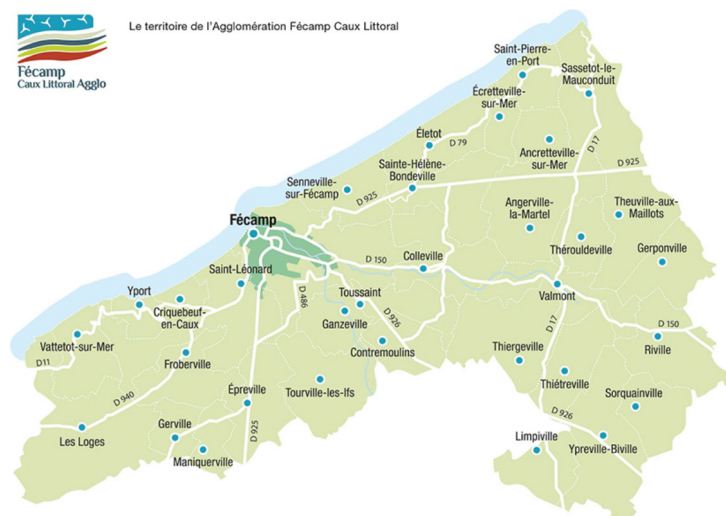 Le territoire de l'Agglomération Fécamp Caux Littoral
Fécamp
Caux Littoral Agglo
Saint-Pierre-
en-Port
Sassetot-le-
Mauconduit
Écretteville-
sur-Mer
Életot
D 79
Ancretteville-
sur-Mer
D 17
D 925
Sainte-Hélène-
Bondeville
Senneville-
sur-Fécamp
D 925
Angerville-
la-Martel
Theuville-aux-
Maillots
Fécamp
Thérouldeville
Gerponville
D 150
Colleville
Saint-Léonard
Valmont
Yport
D 486
Toussaint
Criquebeuf-
en-Caux
Ganzeville
D 926
D 17
D 150
Vattetot-sur-Mer
Contremoulins
Riville
D11
Froberville
Thiergeville
Thiétreville
Épreville
Tourville-les-Ifs
Sorquainville
D 940
D 926
Les Loges
Gerville
D 925
Limpiville
Ypreville-Biville
Maniquerville